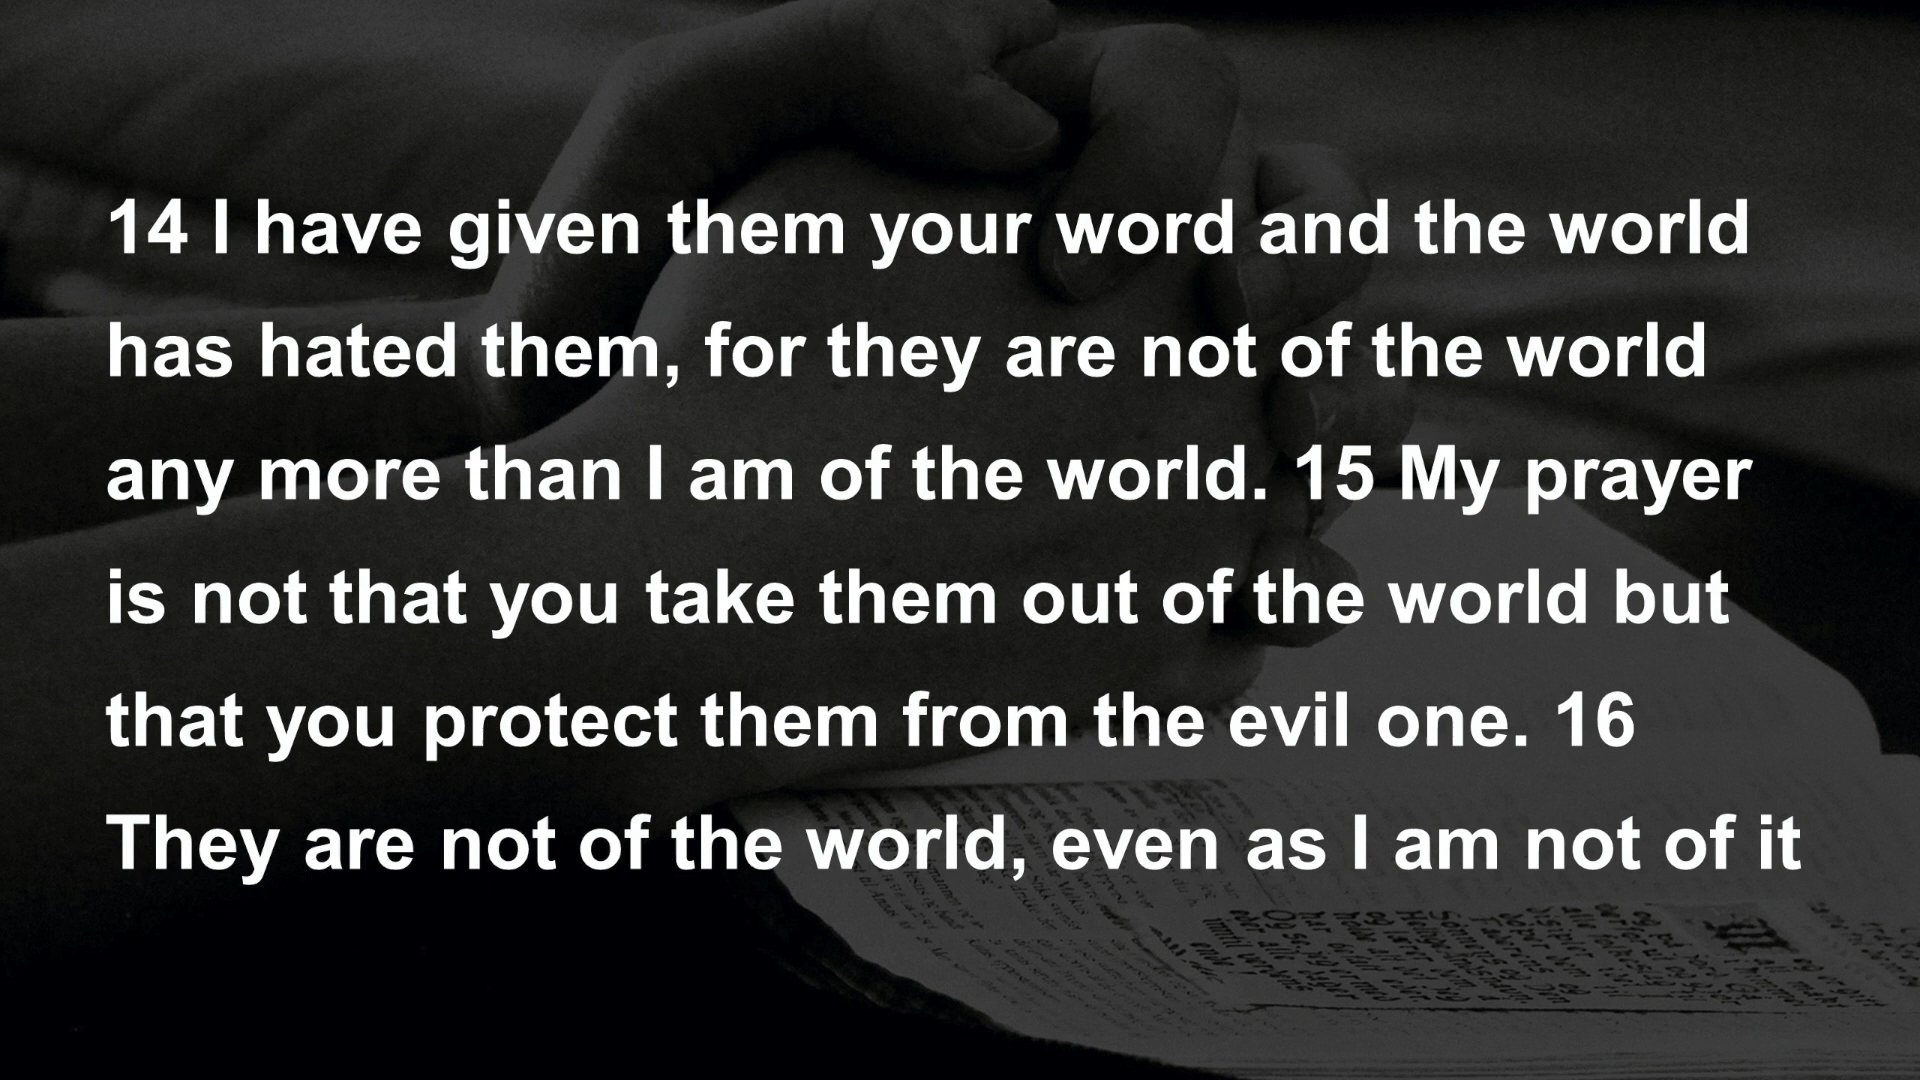 14 I have given them your word and the world
has hated them, for they are not of the world
any more than I am of the world. 15 My prayer
is not that you take them out of the world but
that you protect them from the evil one. 16
They are not of the world, even as I am not of it